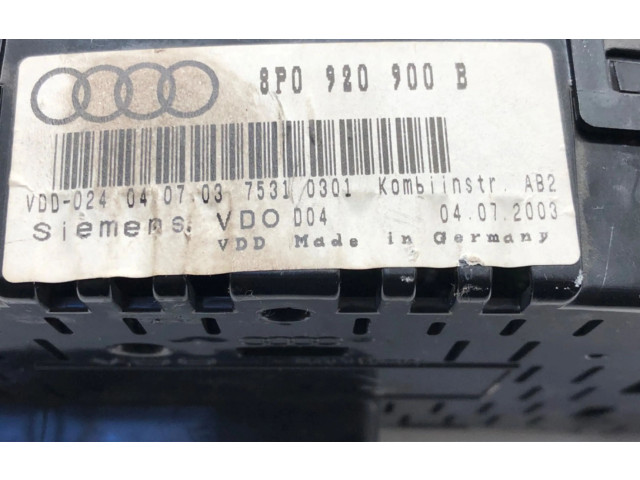 8P0 920 900 B
VDD-024 04.07.03 7531 0301 Kombiinstr. AB2
Siemens VDO D04 04.07.2003
VDD Made in Germany